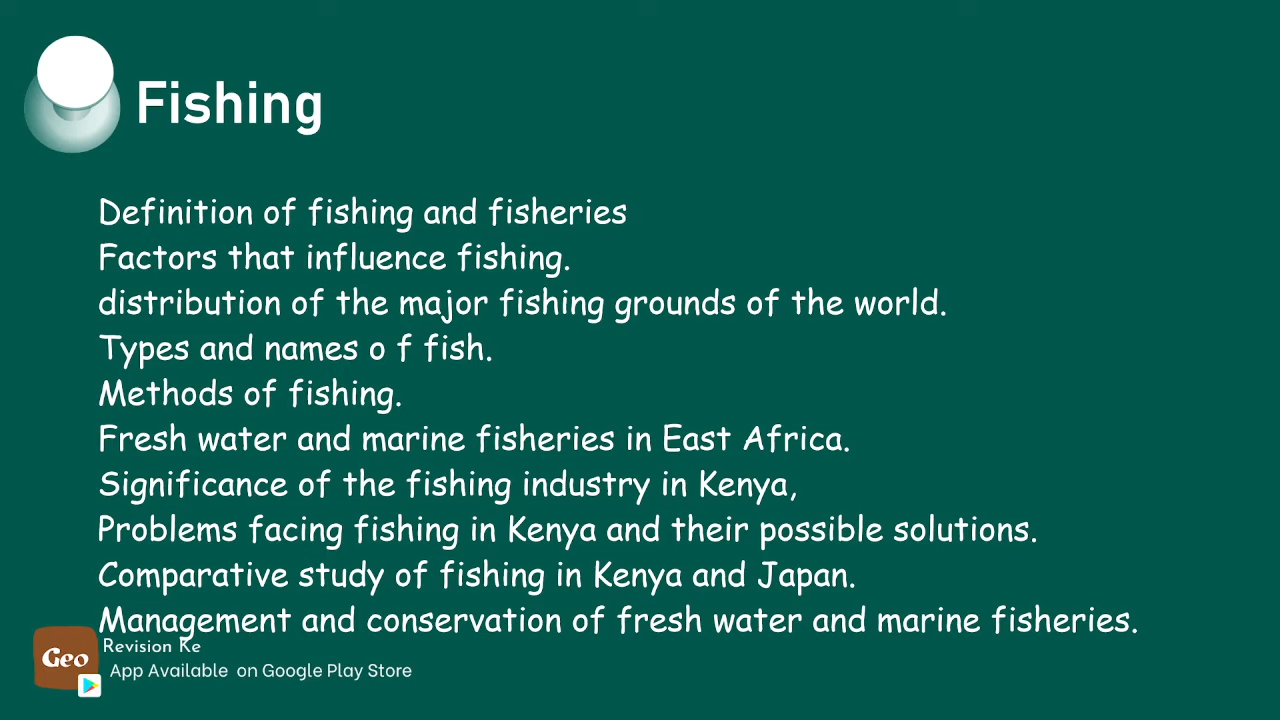 Fishing
Definition of fishing and fisheries
Factors that influence fishing.
distribution of the major fishing grounds of the world.
Types and names o f fish.
Methods of fishing.
Fresh water and marine fisheries in East Africa.
Significance of the fishing industry in Kenya,
Problems facing fishing in Kenya and their possible solutions.
Comparative study of fishing in Kenya and Japan.
Management and conservation of fresh water and marine fisheries.
Geo
Revision Ke
App Available on Google Play Store